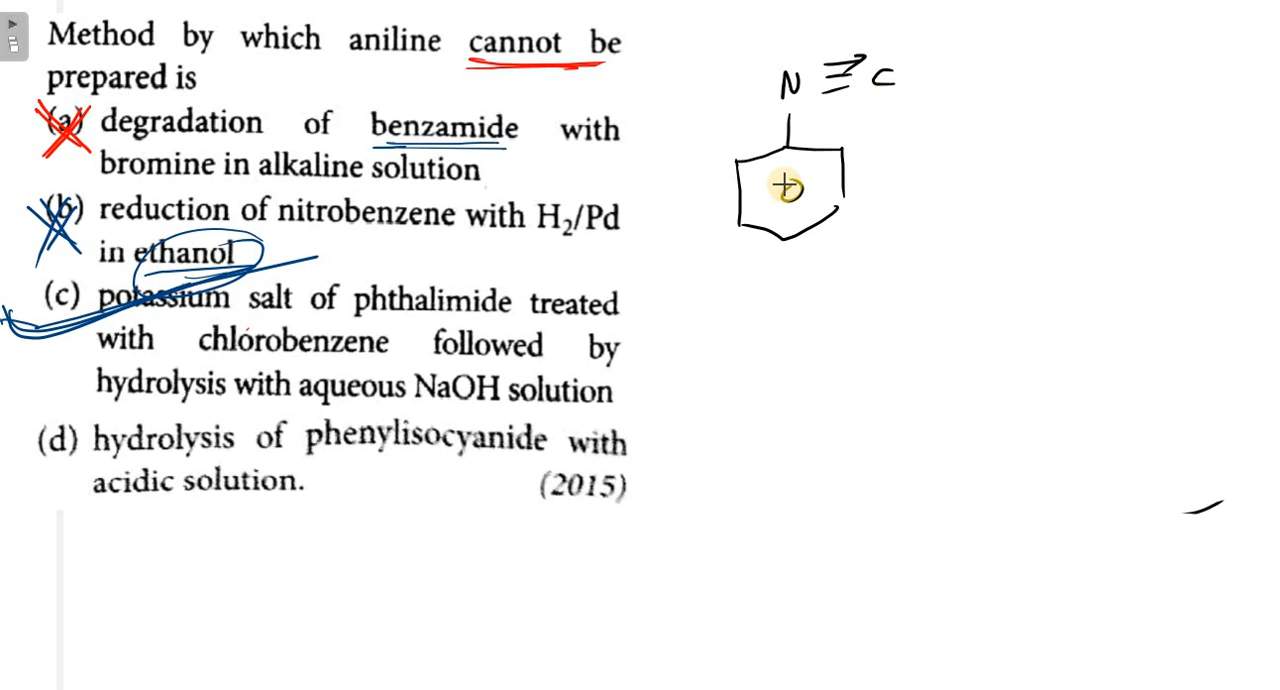 Method by which aniline cannot be
prepared is
(a) degradation of benzamide with
bromine in alkaline solution
(b) reduction of nitrobenzene with H₂/Pd
in ethanol
(c) potassium salt of phthalimide treated
with chlorobenzene followed by
hydrolysis with aqueous NaOH solution
(d) hydrolysis of phenylisocyanide with
acidic solution. (2015)
N ≡ C